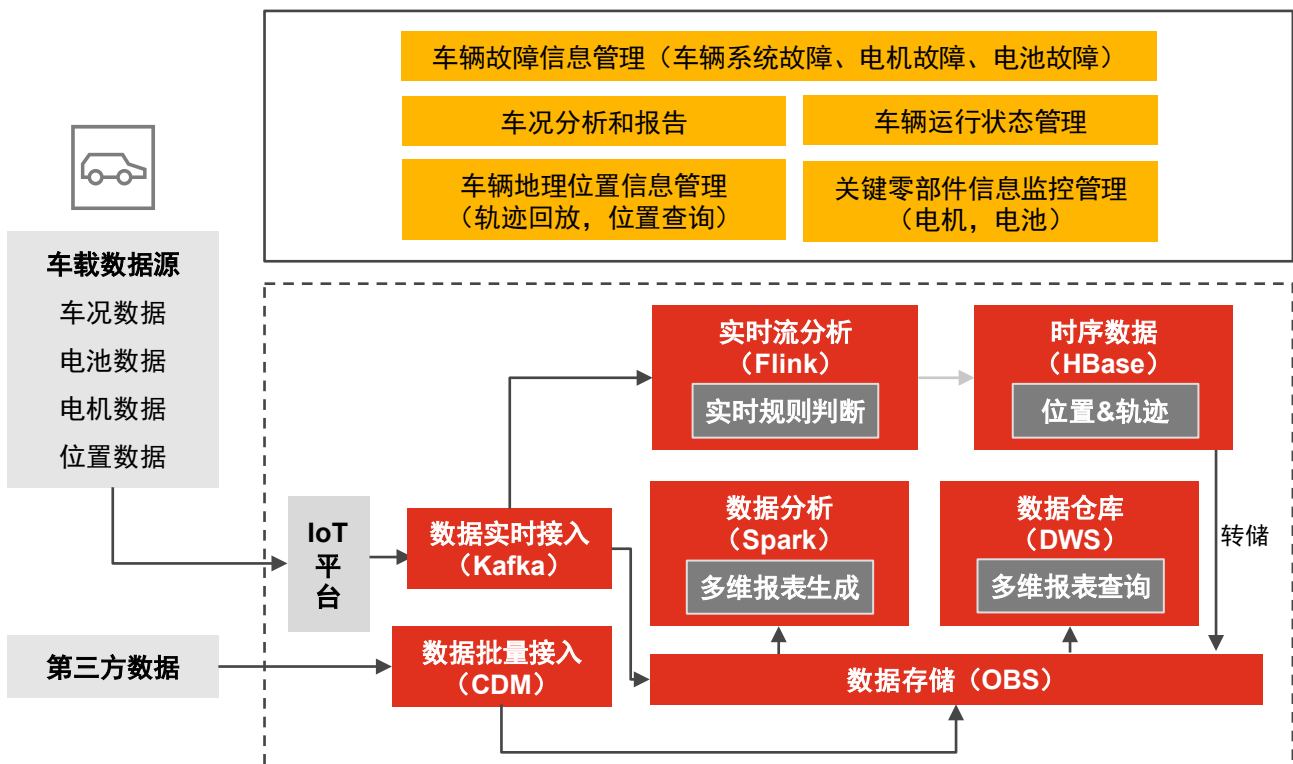 车辆故障信息管理（车辆系统故障、电机故障、电池故障）
车况分析和报告
车辆运行状态管理
车辆地理位置信息管理
（轨迹回放，位置查询）
关键零部件信息监控管理
（电机，电池）
车载数据源
车况数据
电池数据
电机数据
位置数据
第三方数据
IoT
平
台
数据实时接入
（Kafka）
数据批量接入
（CDM）
实时流分析
（Flink）
实时规则判断
时序数据
（HBase）
位置&轨迹
数据分析
（Spark）
多维报表生成
数据仓库
（DWS）
多维报表查询
转储
数据存储（OBS）